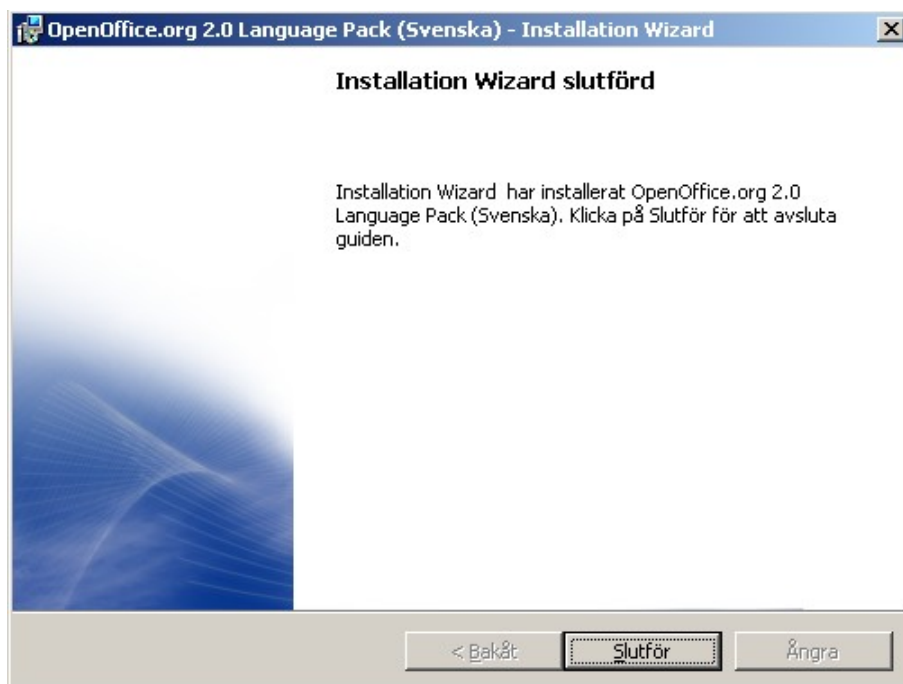 OpenOffice.org 2.0 Language Pack (Svenska) - Installation Wizard
Installation Wizard slutförd
Installation Wizard  har installerat OpenOffice.org 2.0
Language Pack (Svenska). Klicka på Slutför för att avsluta
guiden.
< Bakåt
Slutför
Ångra